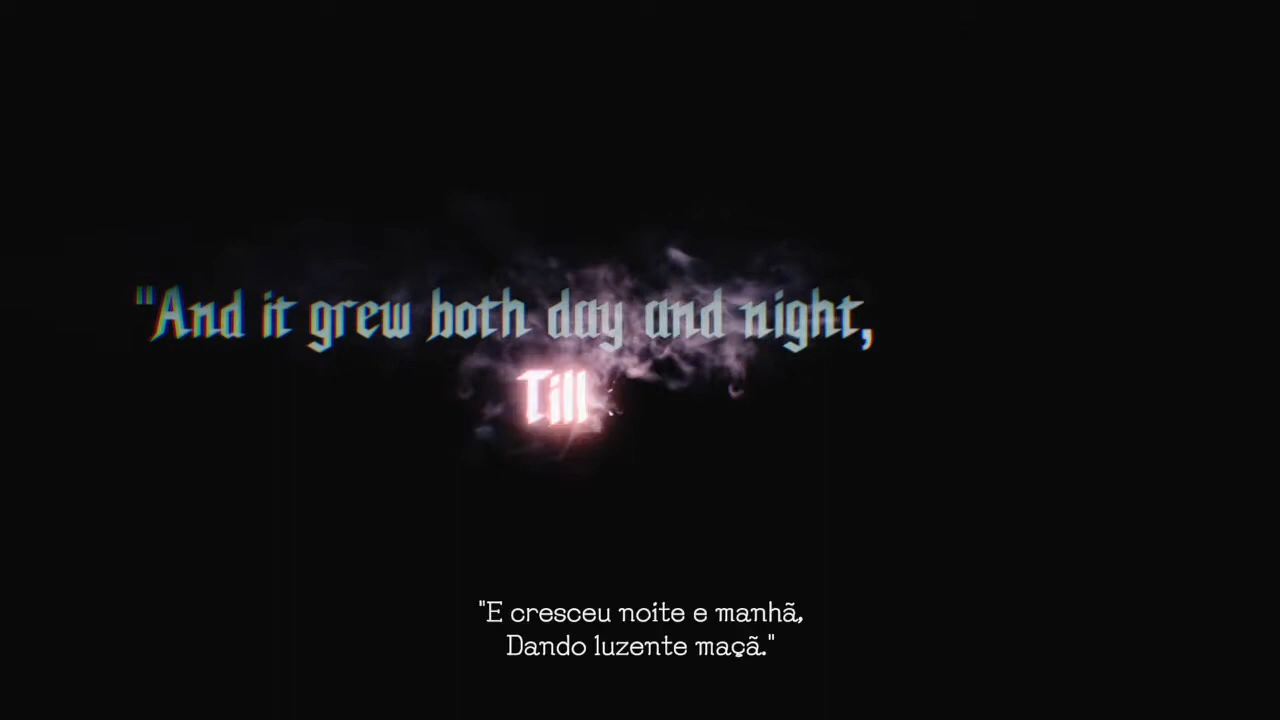 "And it grew both day and night,
Till
"E cresceu noite e manhã,
Dando luzente maçã."